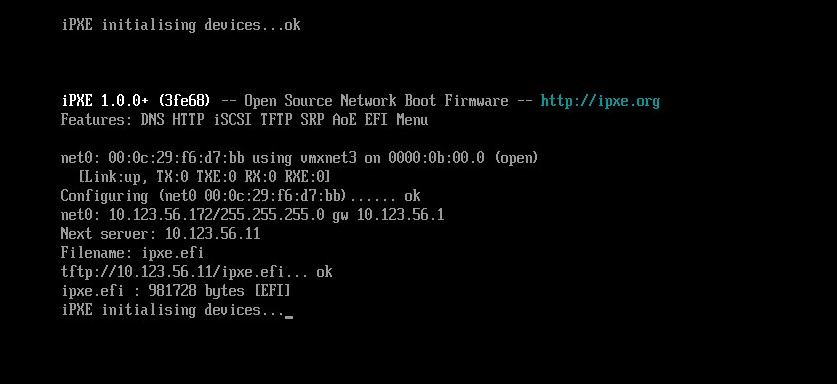 iPXE initialising devices...ok
iPXE 1.0.0+ (3fe68) -- Open Source Network Boot Firmware -- http://ipxe.org
Features: DNS HTTP iSCSI TFTP SRP AoE EFI Menu
net0: 00:0c:29:f6:d7:bb using vmxnet3 on 0000:0b:00.0 (open)
[Link:up, TX:0 TXE:0 RX:0 RXE:0]
Configuring (net0 00:0c:29:f6:d7:bb)...... ok
net0: 10.123.56.172/255.255.255.0 gw 10.123.56.1
Next server: 10.123.56.11
Filename: ipxe.efi
tftp://10.123.56.11/ipxe.efi... ok
ipxe.efi : 981728 bytes [EFI]
iPXE initialising devices..._